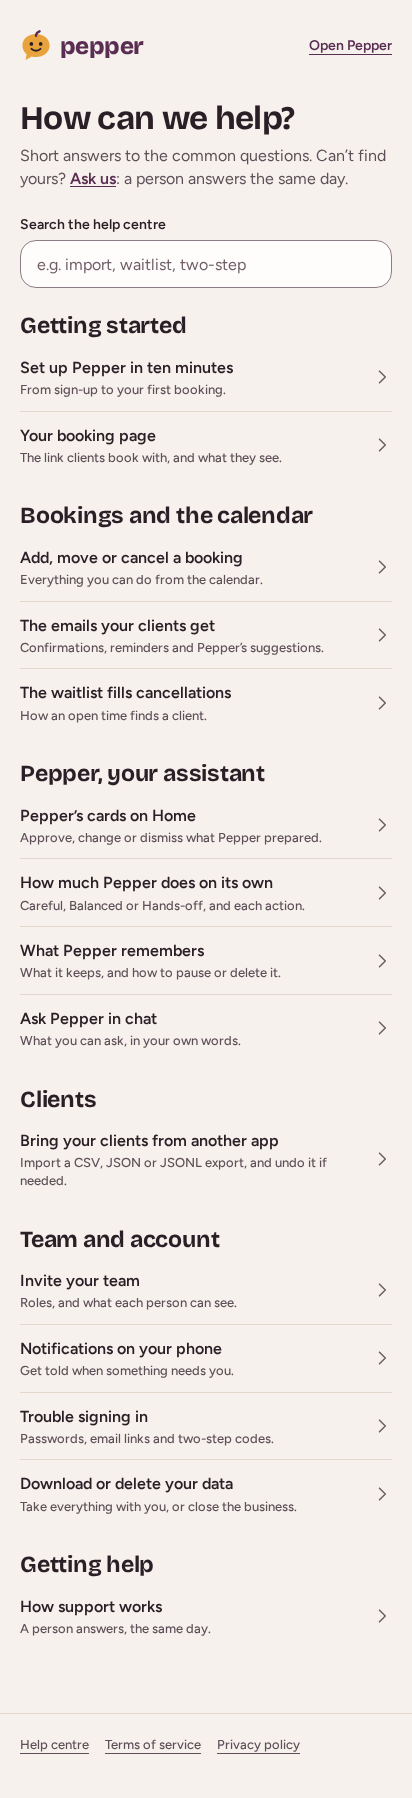 pepper
Open Pepper
How can we help?
Short answers to the common questions. Can’t find
yours? Ask us: a person answers the same day.
Search the help centre
e.g. import, waitlist, two-step
Getting started
Set up Pepper in ten minutes
From sign-up to your first booking.
Your booking page
The link clients book with, and what they see.
Bookings and the calendar
Add, move or cancel a booking
Everything you can do from the calendar.
The emails your clients get
Confirmations, reminders and Pepper’s suggestions.
The waitlist fills cancellations
How an open time finds a client.
Pepper, your assistant
Pepper’s cards on Home
Approve, change or dismiss what Pepper prepared.
How much Pepper does on its own
Careful, Balanced or Hands-off, and each action.
What Pepper remembers
What it keeps, and how to pause or delete it.
Ask Pepper in chat
What you can ask, in your own words.
Clients
Bring your clients from another app
Import a CSV, JSON or JSONL export, and undo it if
needed.
Team and account
Invite your team
Roles, and what each person can see.
Notifications on your phone
Get told when something needs you.
Trouble signing in
Passwords, email links and two-step codes.
Download or delete your data
Take everything with you, or close the business.
Getting help
How support works
A person answers, the same day.
Help centre
Terms of service
Privacy policy